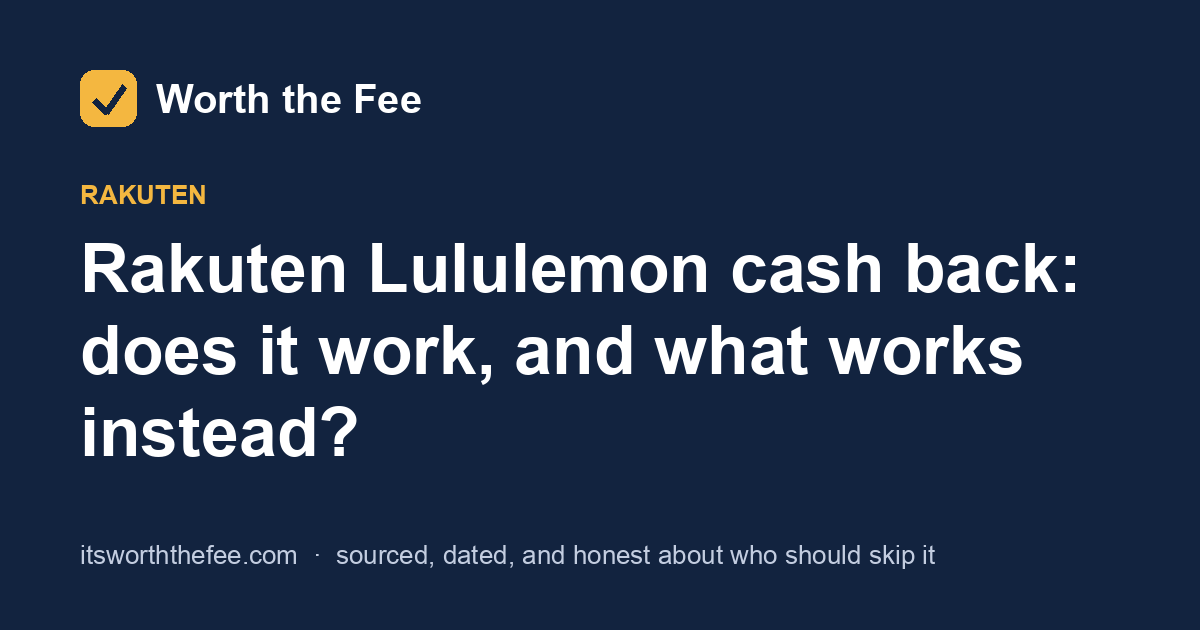 Worth the Fee
RAKUTEN
Rakuten Lululemon cash back:
does it work, and what works
instead?
itsworththefee.com · sourced, dated, and honest about who should skip it